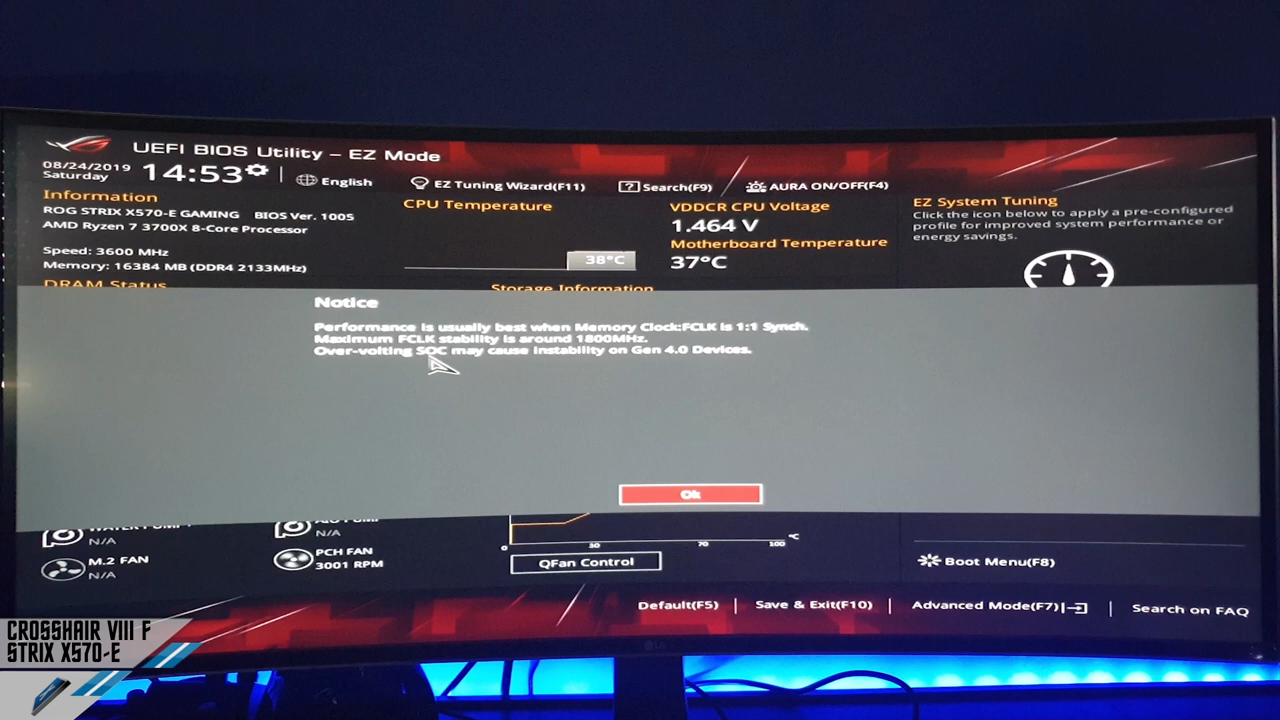 UEFI BIOS Utility – EZ Mode
08/24/2019
Saturday
14:53
English
EZ Tuning Wizard(F11)
Search(F9)
AURA ON/OFF(F4)
Information
ROG STRIX X570-E GAMING BIOS Ver. 1005
AMD Ryzen 7 3700X 8-Core Processor
Speed: 3600 MHz
Memory: 16384 MB (DDR4 2133MHz)
CPU Temperature
38°C
VDDCR CPU Voltage
1.464 V
Motherboard Temperature
37°C
EZ System Tuning
Click the icon below to apply a pre-configured
profile for improved system performance or
energy savings.
DRAM Status
Storage Information
Notice
Performance is usually best when Memory Clock:FCLK is 1:1 Synch.
Maximum FCLK stability is around 1800MHz.
Over-volting SOC may cause instability on Gen 4.0 Devices.
Ok
WATER PUMP+
N/A
AIO PUMP
N/A
M.2 FAN
N/A
PCH FAN
3001 RPM
0
30
70
100
°C
QFan Control
Boot Menu(F8)
Default(F5)
Save & Exit(F10)
Advanced Mode(F7)
Search on FAQ
LG
CROSSHAIR VIII F
STRIX X570-E